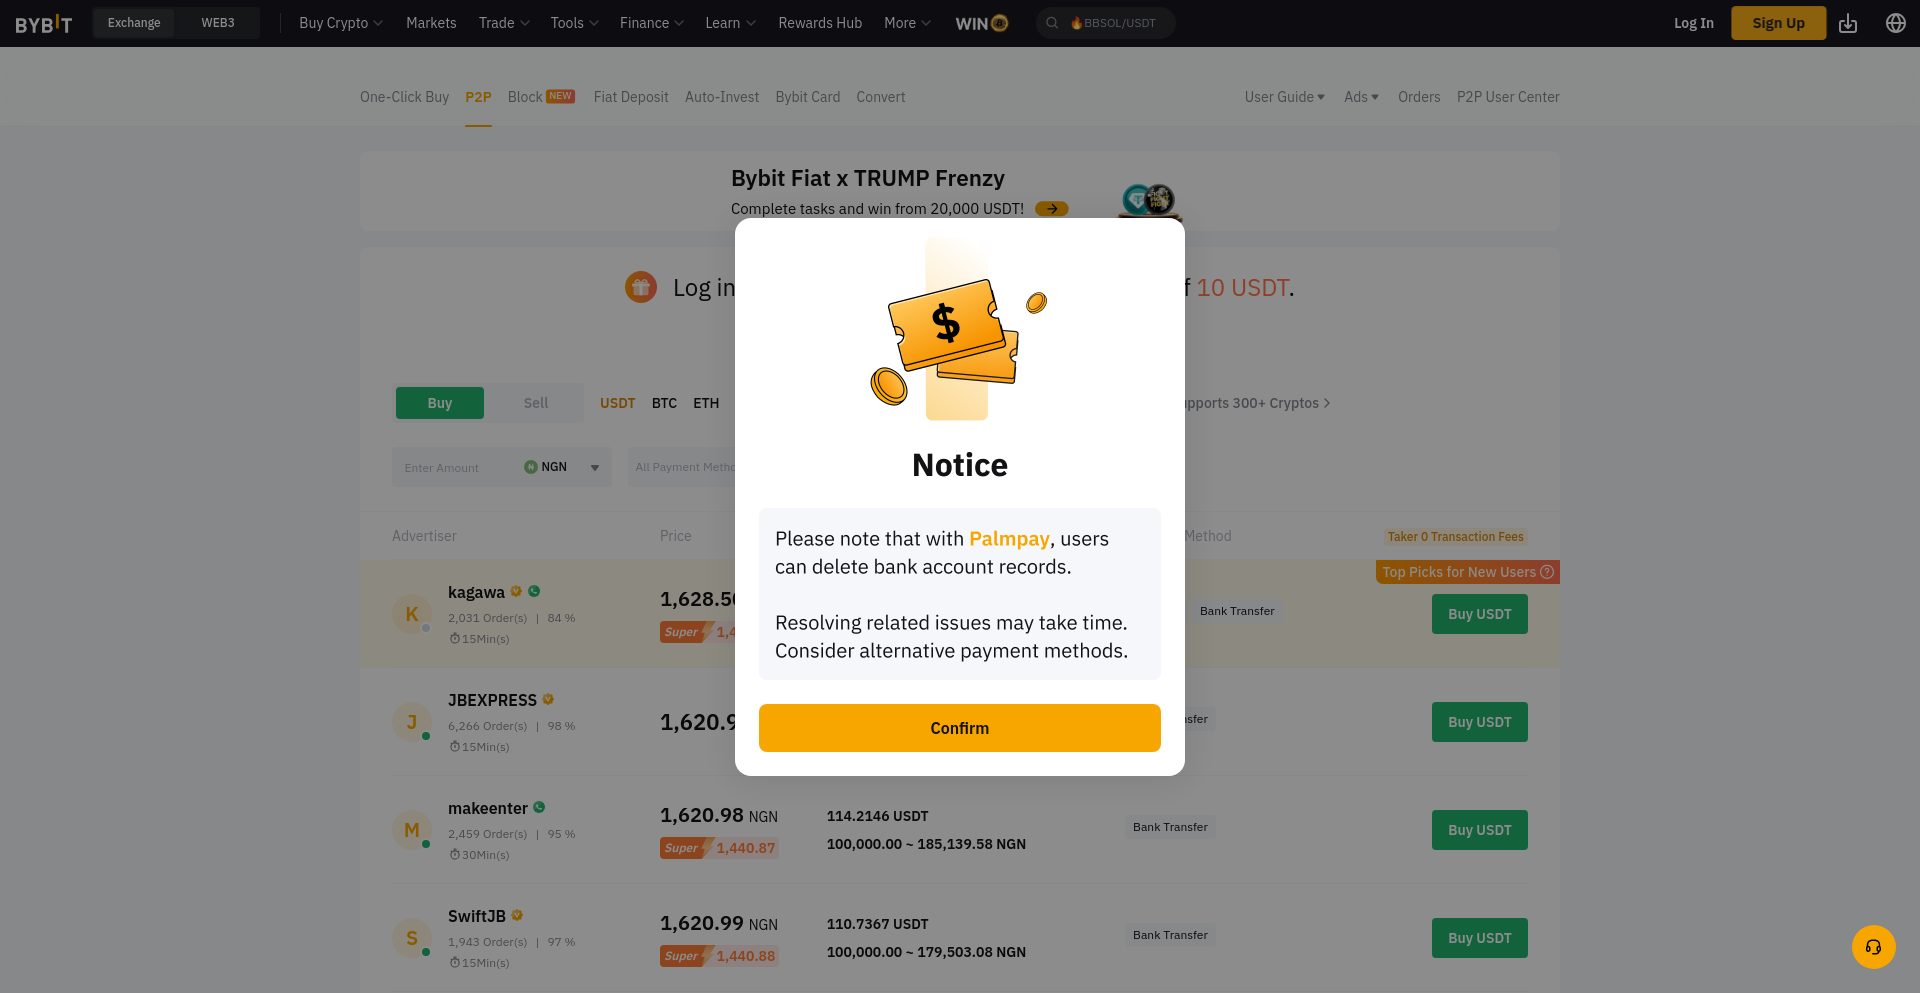 BYBIT Exchange WEB3 Buy Crypto Markets Trade Tools Finance Learn Rewards Hub More WIN BBSOL/USDT Log In Sign Up
One-Click Buy P2P Block NEW Fiat Deposit Auto-Invest Bybit Card Convert User Guide Ads Orders P2P User Center
Bybit Fiat x TRUMP Frenzy
Complete tasks and win from 20,000 USDT!
Log in 10 USDT.
Buy Sell USDT BTC ETH pports 300+ Cryptos
Enter Amount NGN All Payment
Advertiser Price Method Taker 0 Transaction Fees
Top Picks for New Users
K kagawa
2,031 Order(s) | 84 %
15Min(s)
1,628.5
Super 1,4
Bank Transfer
Buy USDT
J JBEXPRESS
6,266 Order(s) | 98 %
15Min(s)
1,620.9
sfer
Buy USDT
M makeenter
2,459 Order(s) | 95 %
30Min(s)
1,620.98 NGN
Super 1,440.87
114.2146 USDT
100,000.00 ~ 185,139.58 NGN
Bank Transfer
Buy USDT
S SwiftJB
1,943 Order(s) | 97 %
15Min(s)
1,620.99 NGN
Super 1,440.88
110.7367 USDT
100,000.00 ~ 179,503.08 NGN
Bank Transfer
Buy USDT
$
Notice
Please note that with Palmpay, users
can delete bank account records.
Resolving related issues may take time.
Consider alternative payment methods.
Confirm